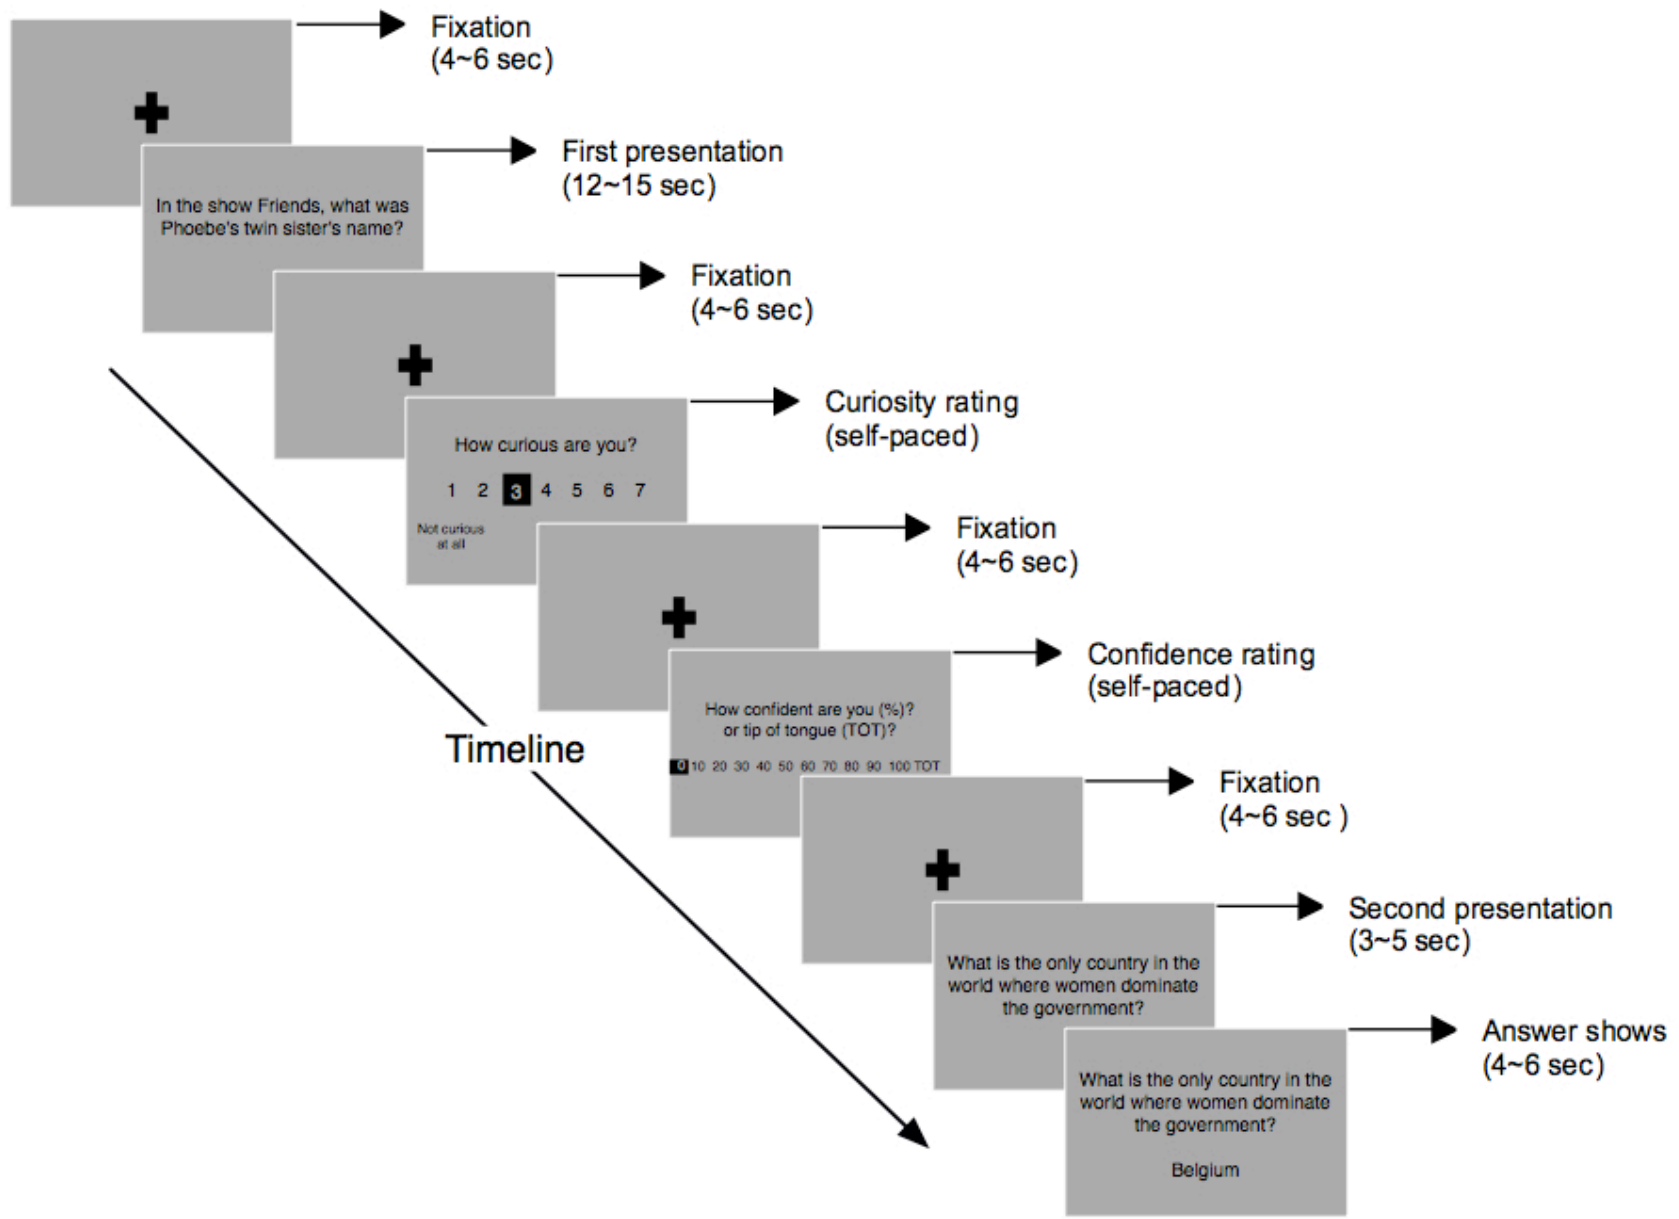 Fixation
(4~6 sec)
First presentation
(12~15 sec)
In the show Friends, what was
Phoebe's twin sister's name?
Fixation
(4~6 sec)
Curiosity rating
(self-paced)
How curious are you?
1 2 3 4 5 6 7
Not curious
at all
Fixation
(4~6 sec)
Confidence rating
(self-paced)
How confident are you (%)?
or tip of tongue (TOT)?
0 10 20 30 40 50 60 70 80 90 100 TOT
Timeline
Fixation
(4~6 sec )
Second presentation
(3~5 sec)
What is the only country in the
world where women dominate
the government?
Answer shows
(4~6 sec)
What is the only country in the
world where women dominate
the government?
Belgium